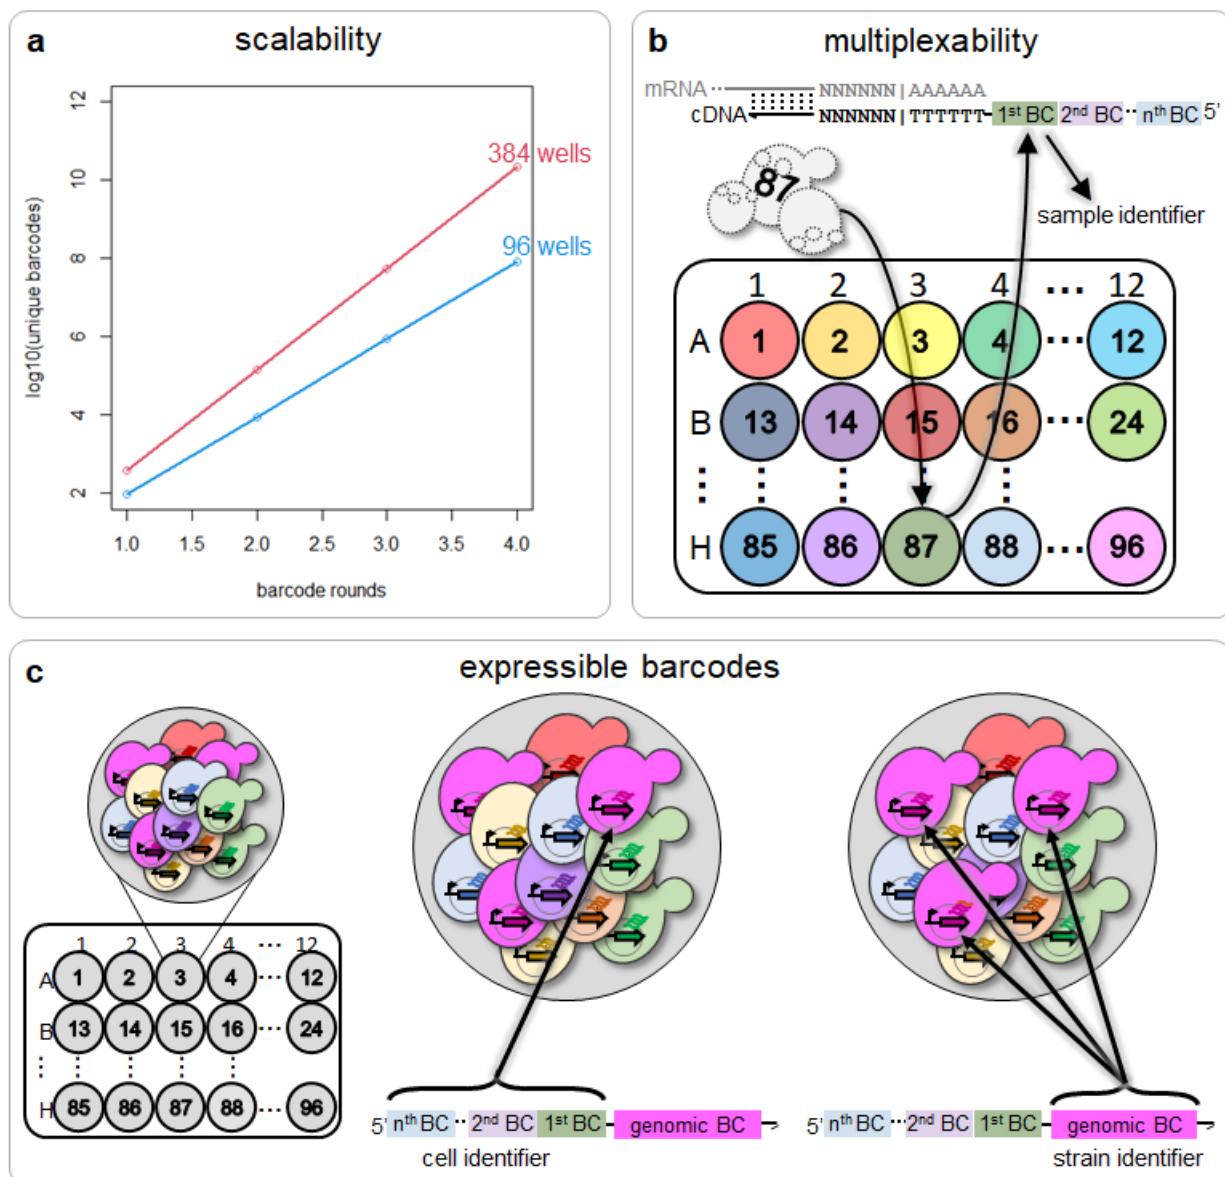 a scalability
384 wells
96 wells
log10(unique barcodes)
2 4 6 8 10 12
1.0 1.5 2.0 2.5 3.0 3.5 4.0
barcode rounds
b multiplexability
mRNA NNNNNN|AAAAAA
cDNA NNNNNN|TTTTTT 1st BC 2nd BC ·· nth BC 5’
87
sample identifier
1 2 3 4 ··· 12
A 1 2 3 4 ··· 12
B 13 14 15 16 ··· 24
H 85 86 87 88 ··· 96
c expressible barcodes
1 2 3 4 ··· 12
A 1 2 3 4 ··· 12
B 13 14 15 16 ··· 24
H 85 86 87 88 ··· 96
5’ nth BC ·· 2nd BC 1st BC genomic BC
cell identifier
5’ nth BC ··· 2nd BC 1st BC genomic BC
strain identifier